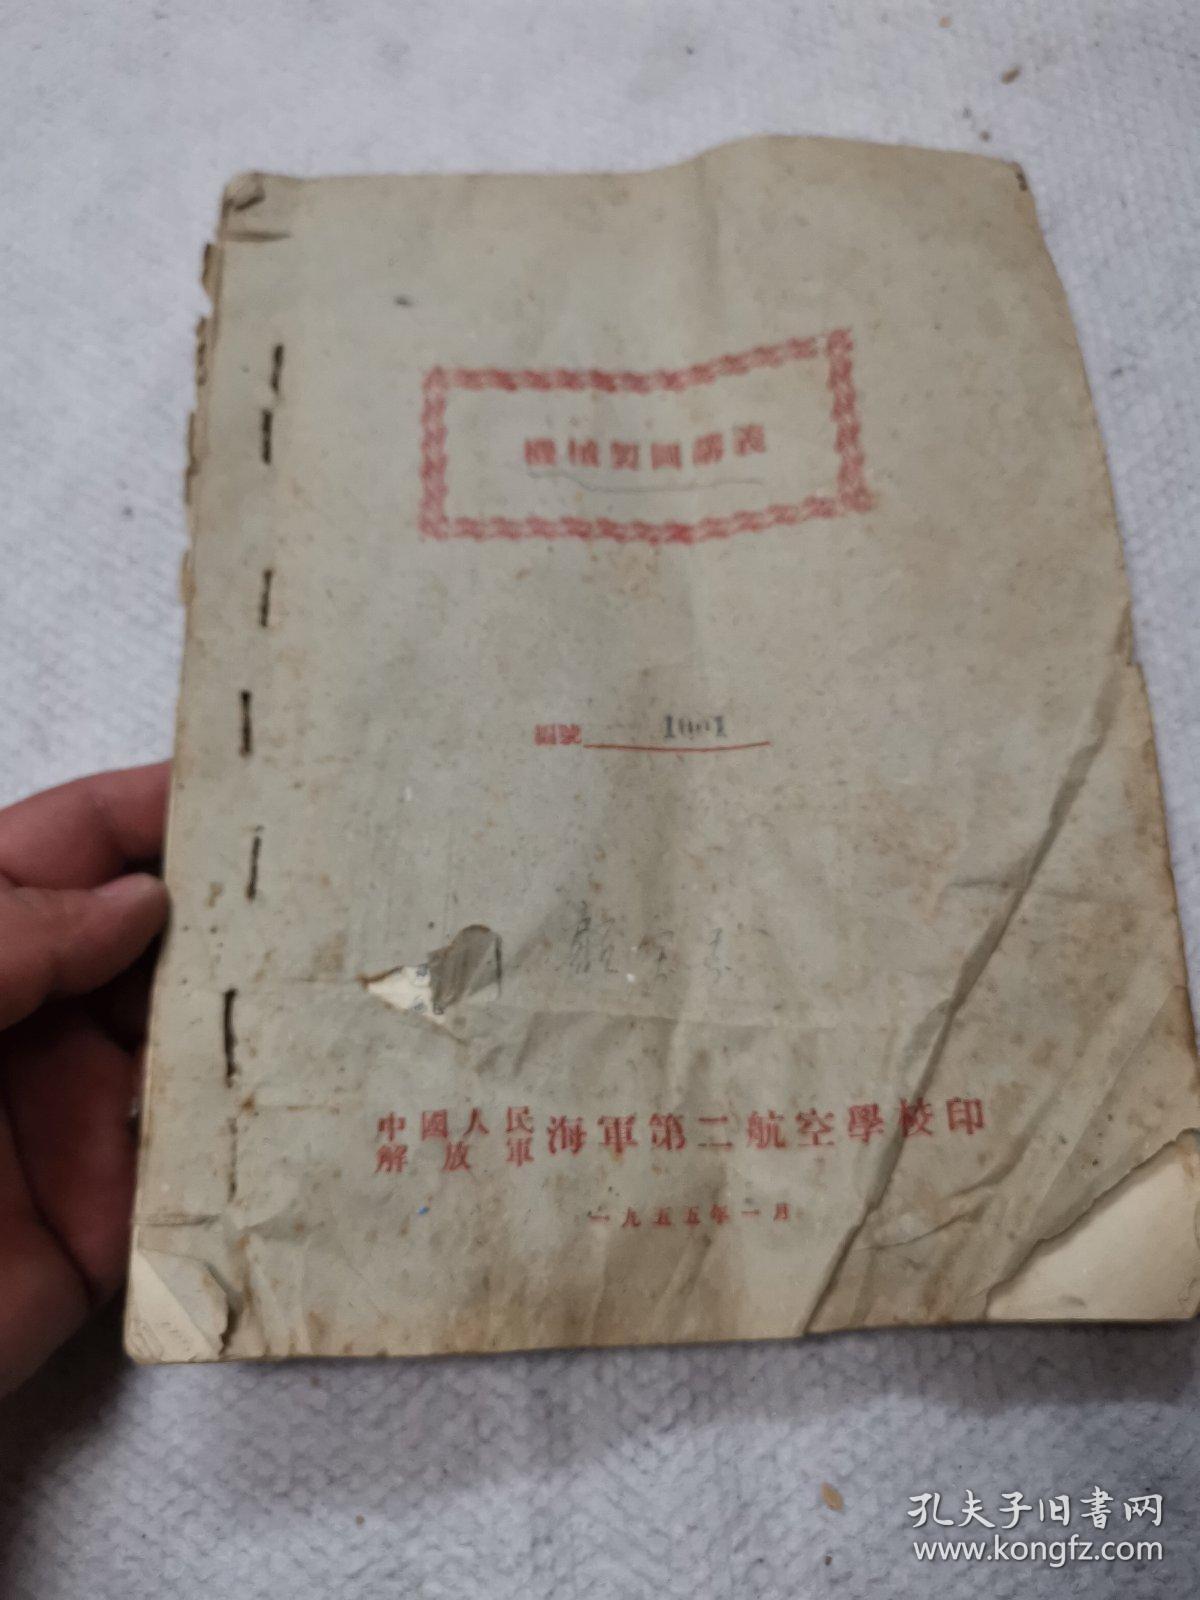 機械製圖講義
編號 1001
中國人民解放軍海軍第二航空學校印
一九五五年一月
孔夫子旧书网
www.kongfz.com